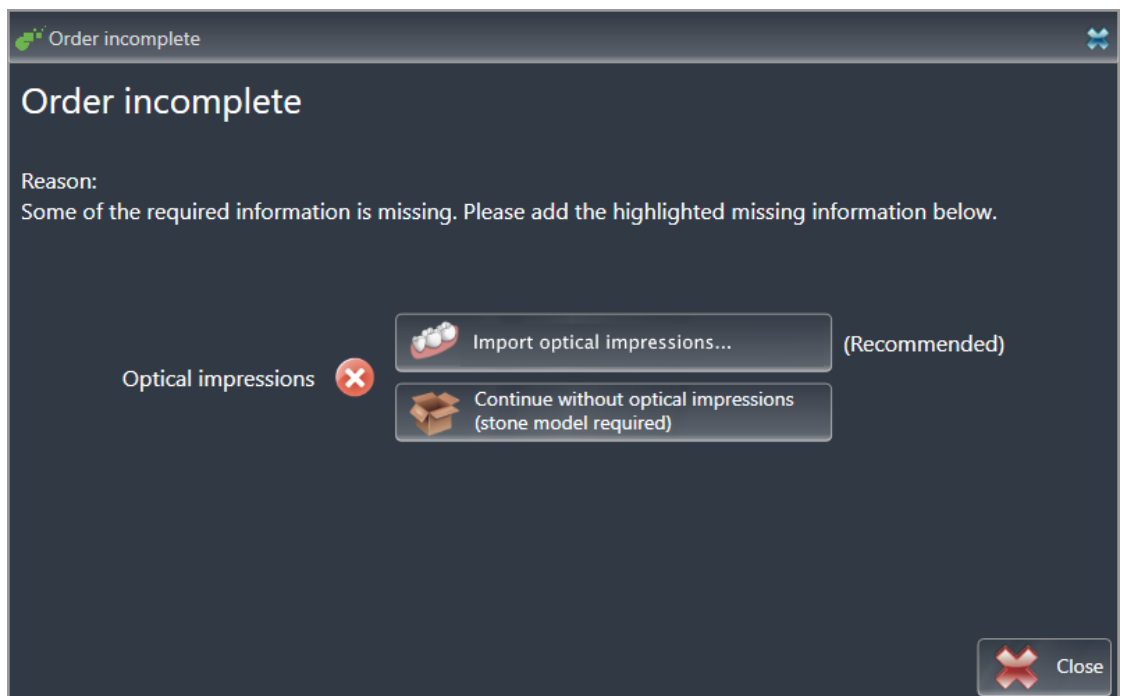 Order incomplete
Order incomplete
Reason:
Some of the required information is missing. Please add the highlighted missing information below.
Import optical impressions...
(Recommended)
Optical impressions
Continue without optical impressions
(stone model required)
Close